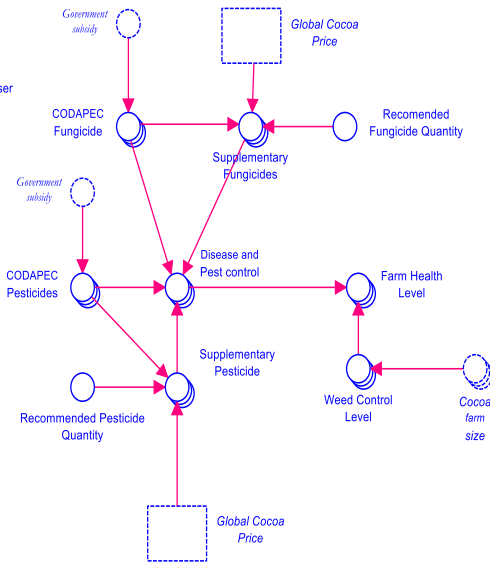 Government
subsidy
Global Cocoa
Price
ser
CODAPEC
Fungicide
Recomended
Fungicide Quantity
Supplementary
Fungicides
Government
subsidy
Disease and
Pest control
CODAPEC
Pesticides
Farm Health
Level
Supplementary
Pesticide
Weed Control
Level
Cocoa
farm
size
Recommended Pesticide
Quantity
Global Cocoa
Price